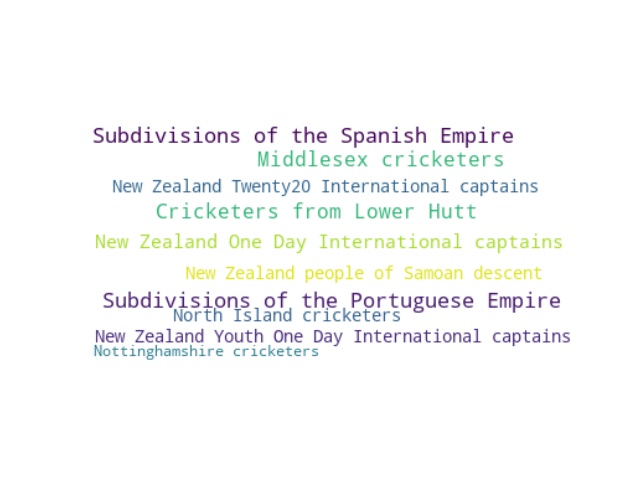 Subdivisions of the Spanish Empire
Middlesex cricketers
New Zealand Twenty20 International captains
Cricketers from Lower Hutt
New Zealand One Day International captains
New Zealand people of Samoan descent
Subdivisions of the Portuguese Empire
North Island cricketers
New Zealand Youth One Day International captains
Nottinghamshire cricketers